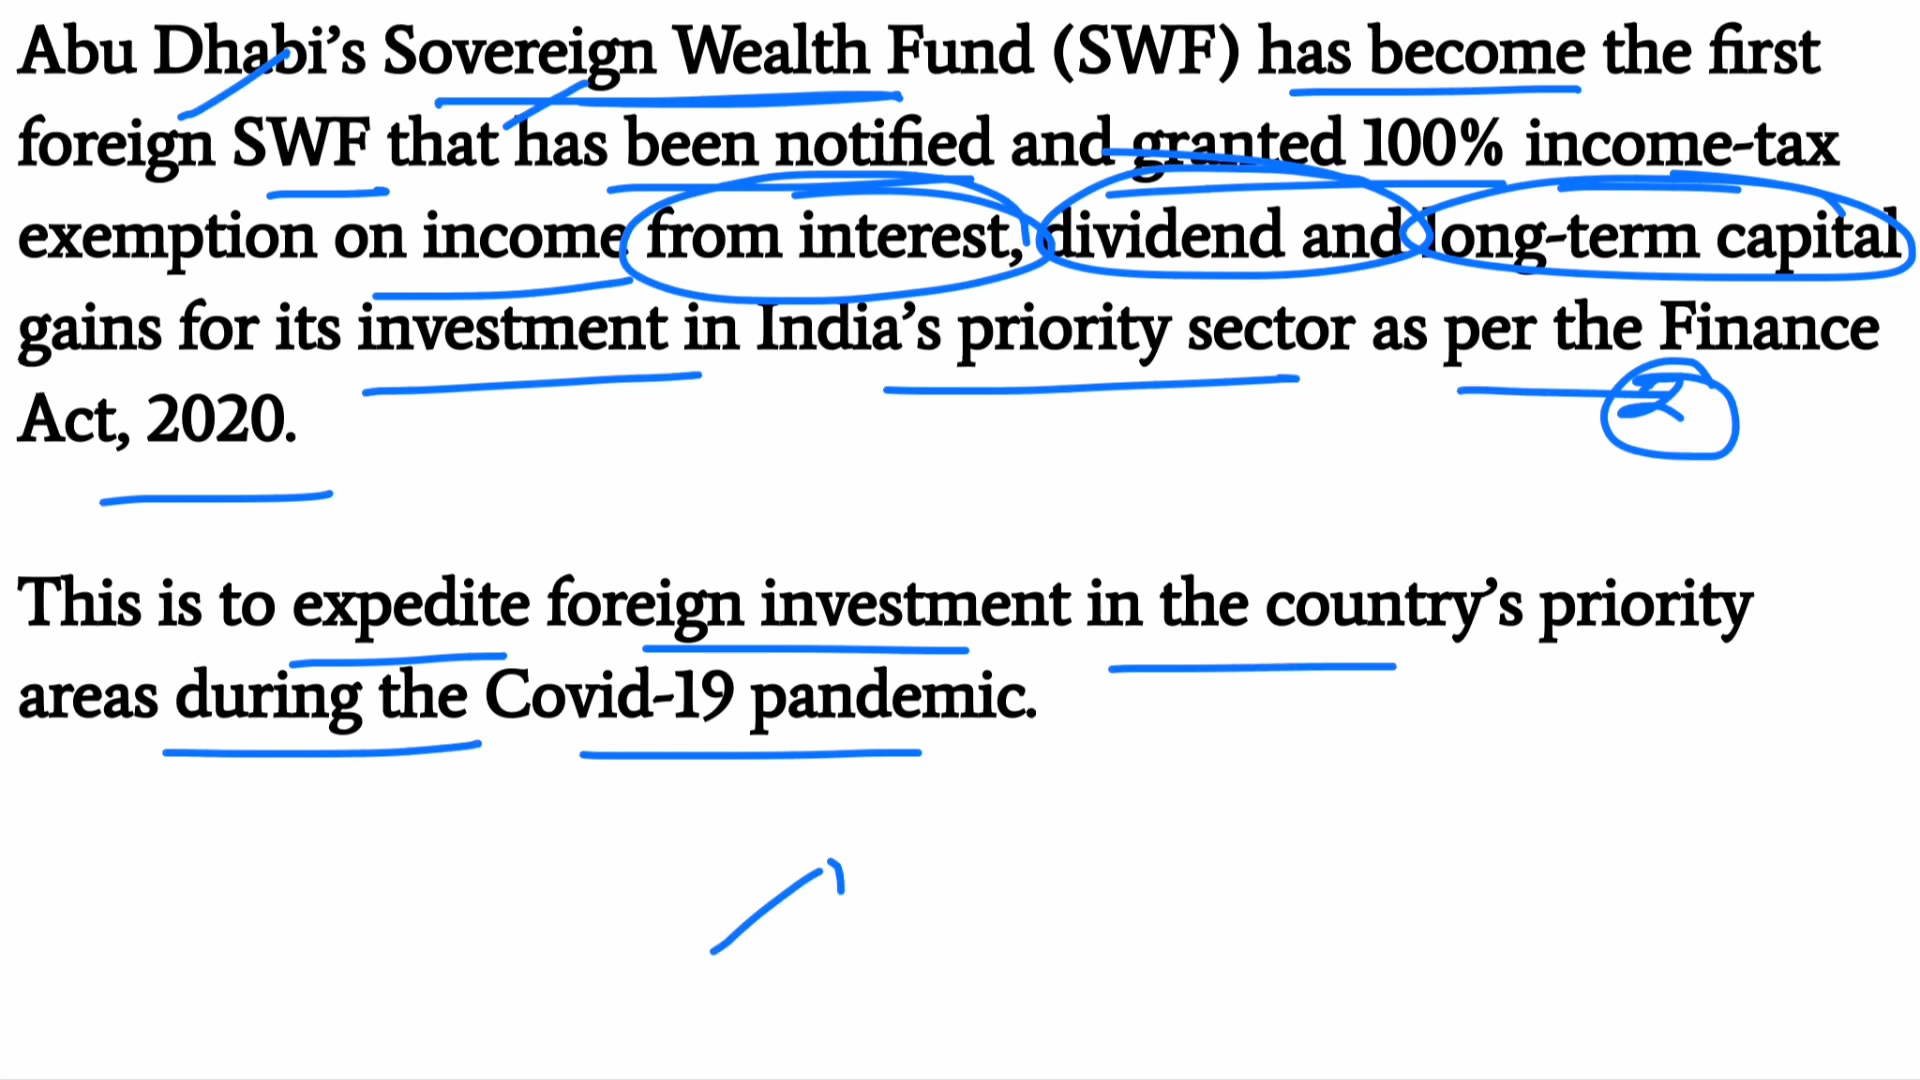 Abu Dhabi’s Sovereign Wealth Fund (SWF) has become the first
foreign SWF that has been notified and granted 100% income-tax
exemption on income from interest, dividend and long-term capital
gains for its investment in India’s priority sector as per the Finance
Act, 2020.
This is to expedite foreign investment in the country’s priority
areas during the Covid-19 pandemic.